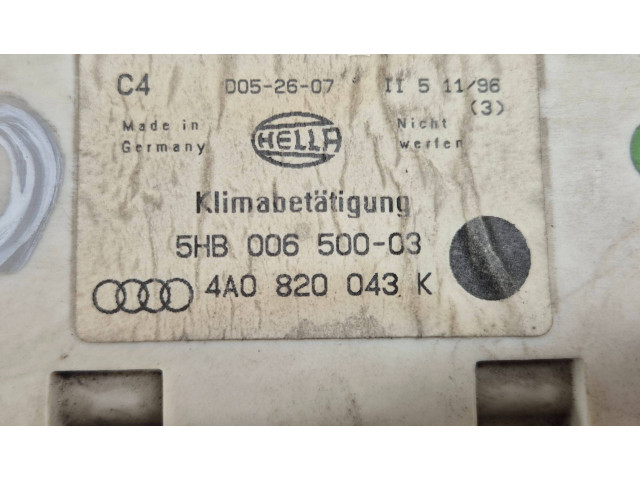 C4 D05-26-07 II 5 11/96
(3)
Made in Germany
HELLA
Nicht werfen
Klimabetätigung
5HB 006 500-03
4A0 820 043 K